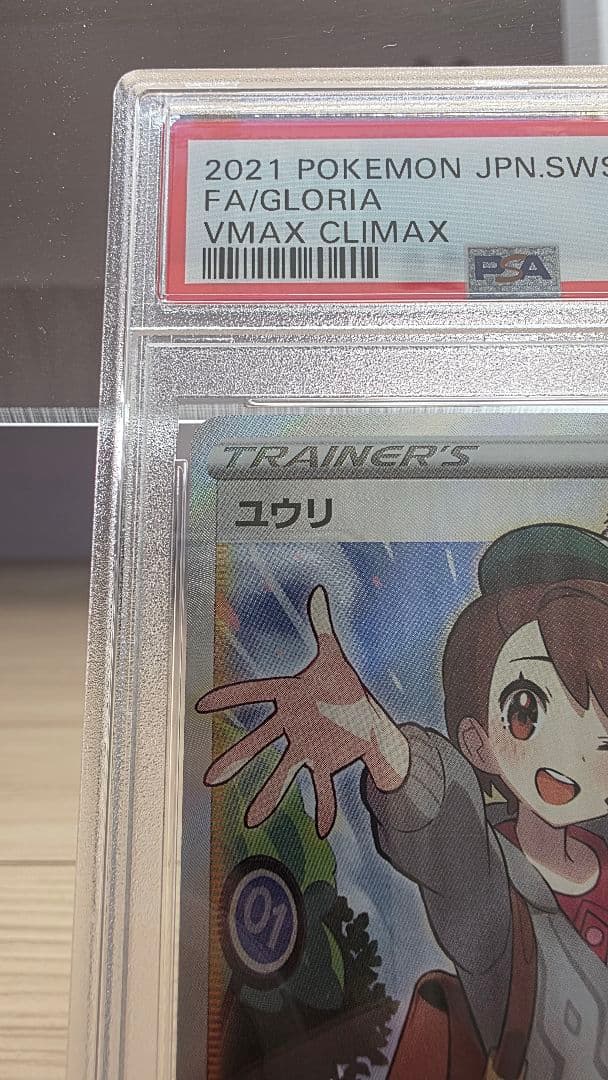 2021 POKEMON JPN.SWS
FA/GLORIA
VMAX CLIMAX
PSA
TRAINER'S
ユウリ
01